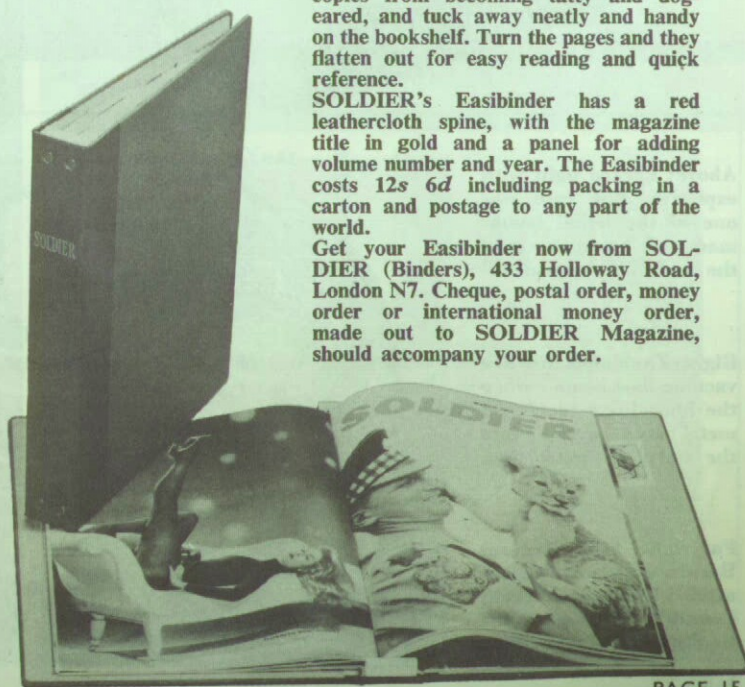 copies from becoming tatty and dog-
eared, and tuck away neatly and handy
on the bookshelf. Turn the pages and they
flatten out for easy reading and quick
reference.
SOLDIER's Easibinder has a red
leathercloth spine, with the magazine
title in gold and a panel for adding
volume number and year. The Easibinder
costs 12s 6d including packing in a
carton and postage to any part of the
world.
Get your Easibinder now from SOL-
DIER (Binders), 433 Holloway Road,
London N7. Cheque, postal order, money
order or international money order,
made out to SOLDIER Magazine,
should accompany your order.
SOLDIER
SOLDIER
PAGE 15